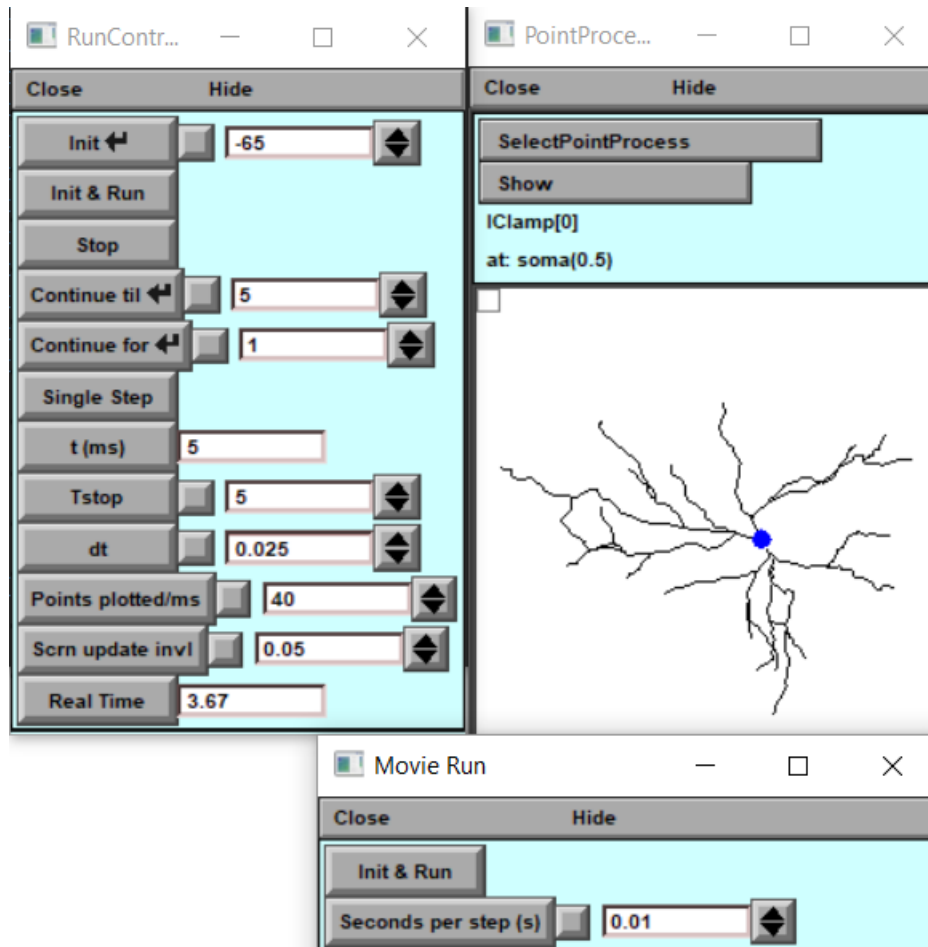 RunContr...
Close Hide
Init -65
Init & Run
Stop
Continue til 5
Continue for 1
Single Step
t (ms) 5
Tstop 5
dt 0.025
Points plotted/ms 40
Scrn update invl 0.05
Real Time 3.67
PointProce...
Close Hide
SelectPointProcess
Show
IClamp[0]
at: soma(0.5)
Movie Run
Close Hide
Init & Run
Seconds per step (s) 0.01